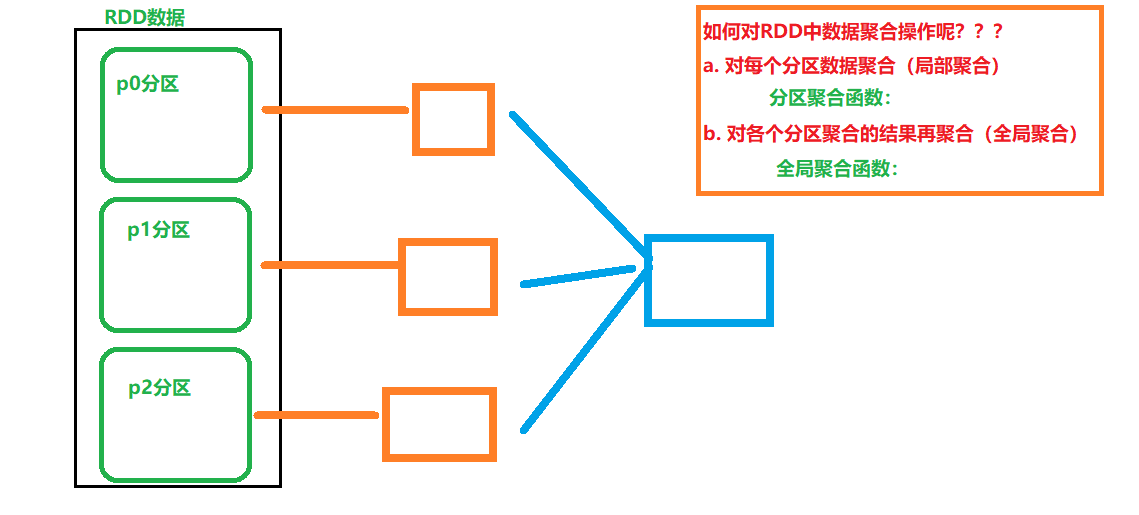 RDD数据
p0分区
p1分区
p2分区
如何对RDD中数据聚合操作呢？？？
a. 对每个分区数据聚合（局部聚合）
分区聚合函数：
b. 对各个分区聚合的结果再聚合（全局聚合）
全局聚合函数：